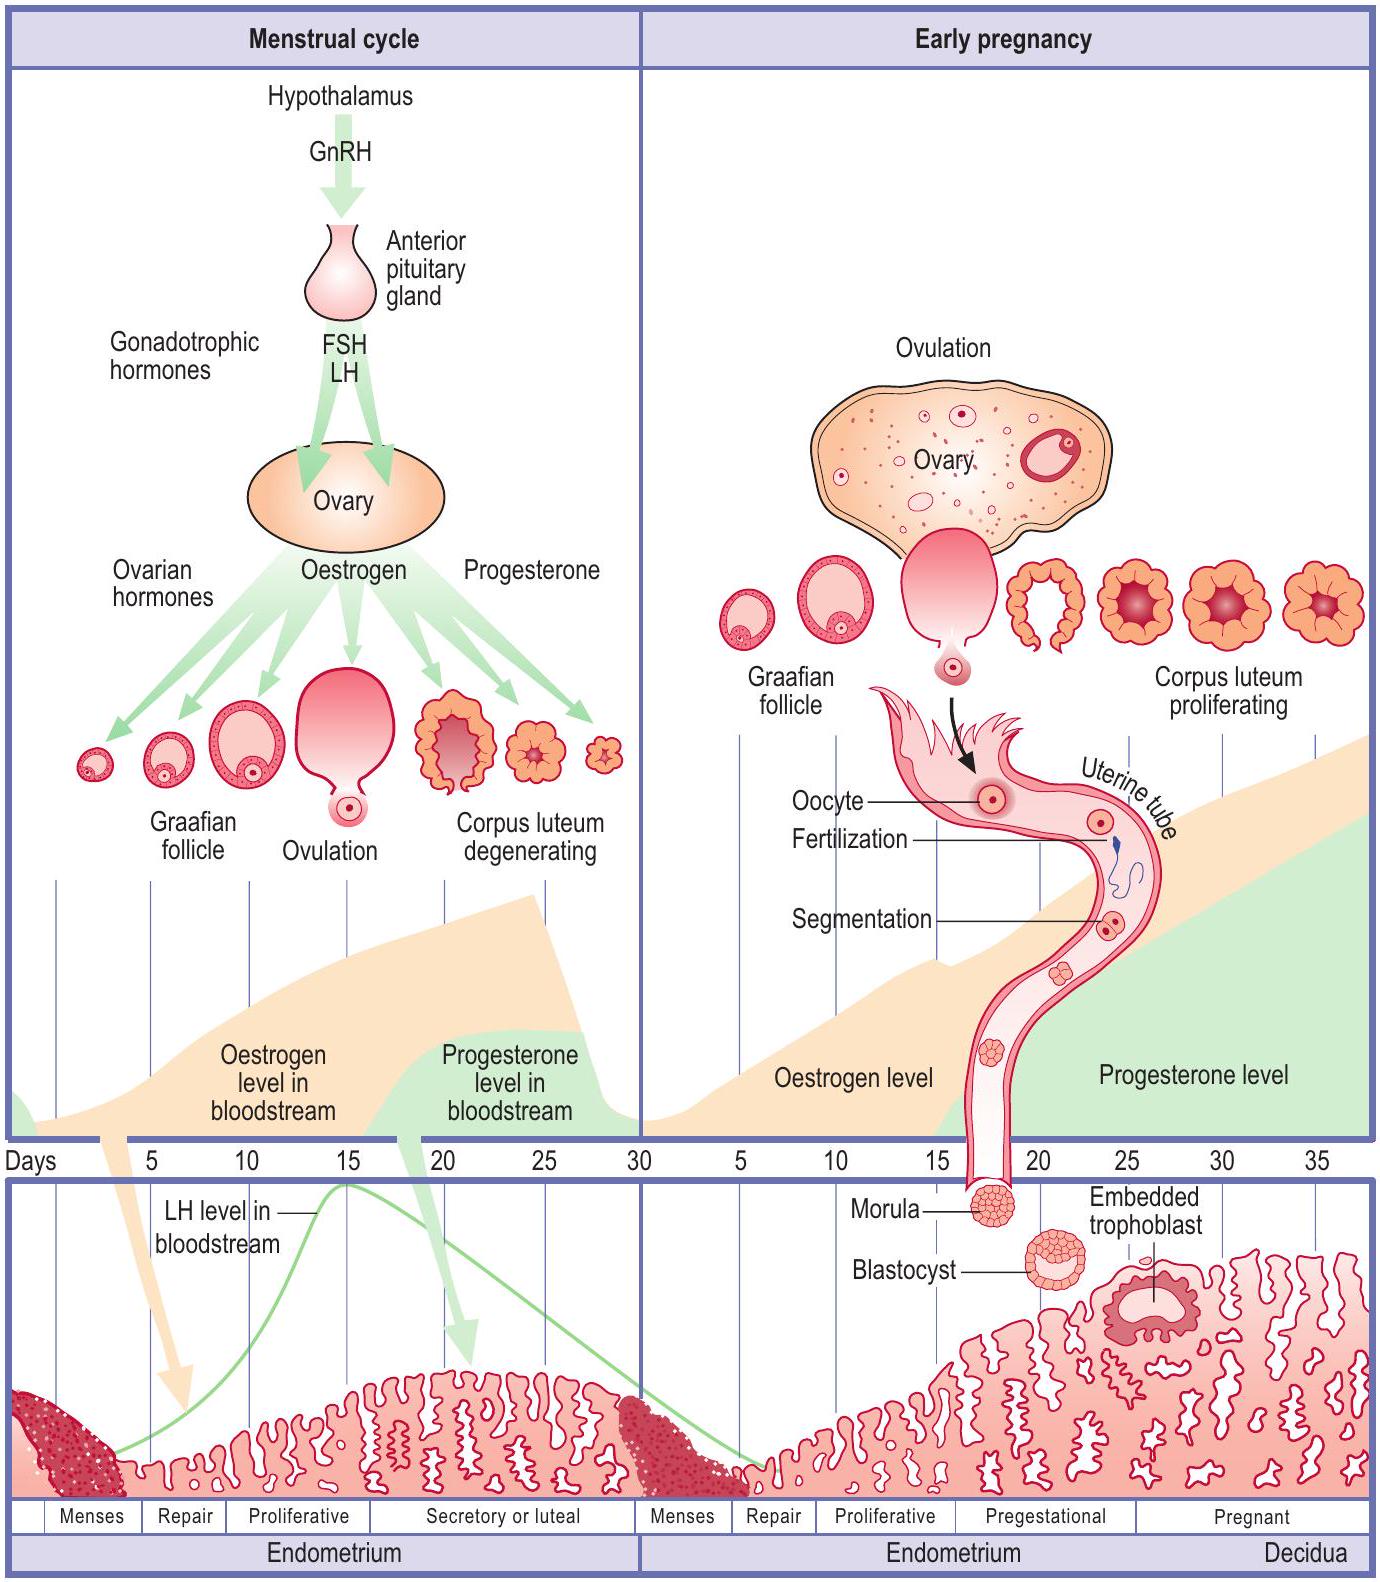 Menstrual cycle
Early pregnancy
Hypothalamus
GnRH
Anterior
pituitary
gland
Gonadotrophic
hormones
FSH
LH
Ovary
Ovarian
hormones
Oestrogen
Progesterone
Graafian
follicle
Ovulation
Corpus luteum
degenerating
Oestrogen
level in
bloodstream
Progesterone
level in
bloodstream
Ovulation
Ovary
Graafian
follicle
Corpus luteum
proliferating
Uterine tube
Oocyte
Fertilization
Segmentation
Oestrogen level
Progesterone level
Days 5 10 15 20 25 30 5 10 15 20 25 30 35
LH level in
bloodstream
Morula
Blastocyst
Embedded
trophoblast
Menses Repair Proliferative Secretory or luteal Menses Repair Proliferative Pregestational Pregnant
Endometrium Endometrium Decidua